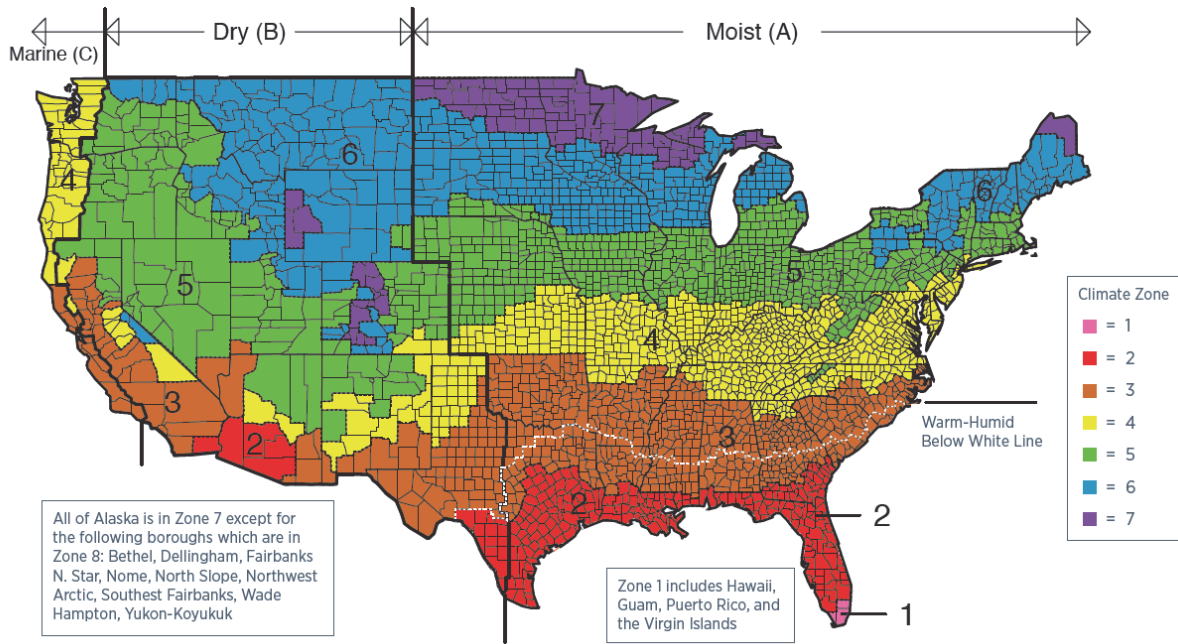 Marine (C)
Dry (B)
Moist (A)
7
6
6
4
5
5
4
3
3
2
2
Warm-Humid
Below White Line
2
1
Climate Zone
= 1
= 2
= 3
= 4
= 5
= 6
= 7
All of Alaska is in Zone 7 except for
the following boroughs which are in
Zone 8: Bethel, Dellingham, Fairbanks
N. Star, Nome, North Slope, Northwest
Arctic, Southest Fairbanks, Wade
Hampton, Yukon-Koyukuk
Zone 1 includes Hawaii,
Guam, Puerto Rico, and
the Virgin Islands